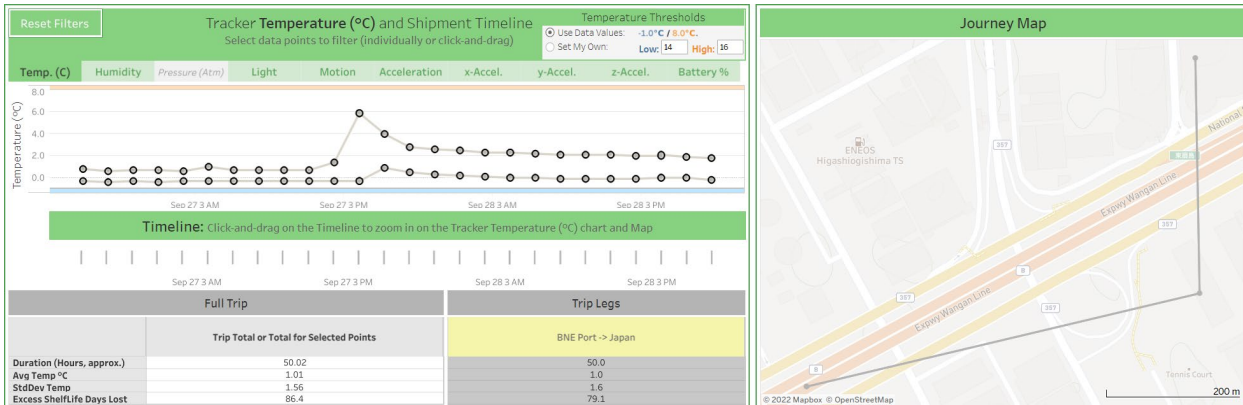 Reset Filters
Tracker Temperature (ºC) and Shipment Timeline
Select data points to filter (individually or click-and-drag)
Temperature Thresholds
Use Data Values: -1.0°C / 8.0°C.
Set My Own: Low: 14 High: 16
Temp. (C) Humidity Pressure (Atm) Light Motion Acceleration x-Accel. y-Accel. z-Accel. Battery %
Temperature (ºC)
8.0
6.0
4.0
2.0
0.0
Sep 27 3 AM Sep 27 3 PM Sep 28 3 AM Sep 28 3 PM
Timeline: Click-and-drag on the Timeline to zoom in on the Tracker Temperature (ºC) chart and Map
Sep 27 3 AM Sep 27 3 PM Sep 28 3 AM Sep 28 3 PM
Full Trip Trip Legs
Trip Total or Total for Selected Points BNE Port -> Japan
Duration (Hours, approx.) 50.02 50.0
Avg Temp ºC 1.01 1.0
StdDev Temp 1.56 1.6
Excess ShelfLife Days Lost 86.4 79.1
Journey Map
National
357
ENEOS
Higashiogishima TS
Expwy Wangan Line
357
B
357
357
Expwy Wangan Line
B
Tennis Court
200 m
© 2022 Mapbox © OpenStreetMap